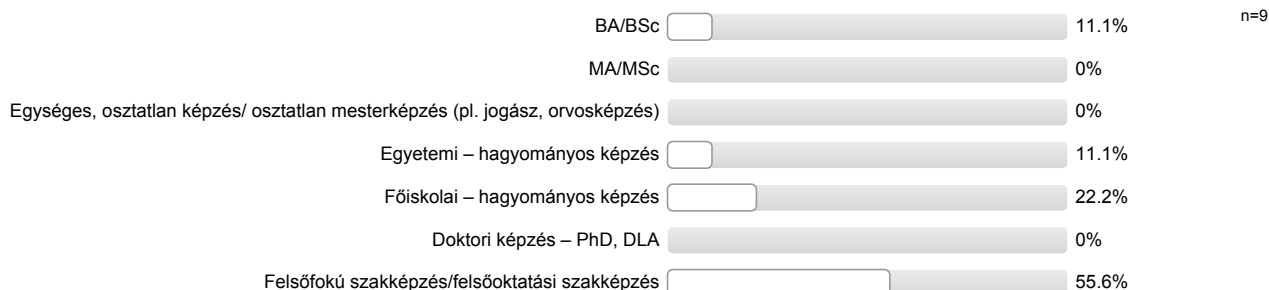 BA/BSc 11.1% n=9
MA/MSc 0%
Egységes, osztatlan képzés/ osztatlan mesterképzés (pl. jogász, orvosképzés) 0%
Egyetemi – hagyományos képzés 11.1%
Főiskolai – hagyományos képzés 22.2%
Doktori képzés – PhD, DLA 0%
Felsőfokú szakképzés/felsőoktatási szakképzés 55.6%